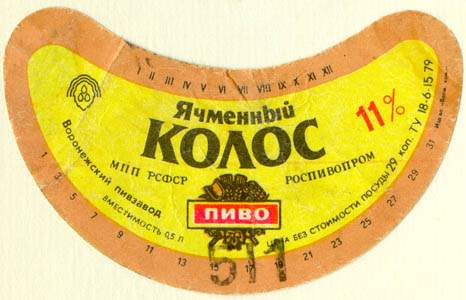 I II III IV V VI VII VIII IX X XI XII
Ячменный
КОЛОС
11%
МПП РСФСР
РОСПИВОПРОМ
ПИВО
Воронежский пивзавод
ВМЕСТИМОСТЬ 0,5 л
ЦЕНА БЕЗ СТОИМОСТИ ПОСУДЫ 29 коп. ТУ 18-6-15 79
1 3 5 7 9 11 13 15 19 21 23 25 27 29 31
511